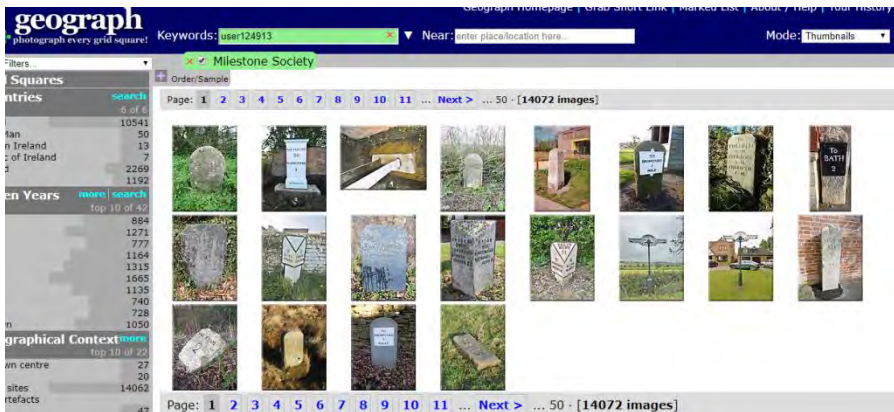 Geograph Homepage | Grab Short Link | Marked List | About / Help | Your History
geograph
photograph every grid square!
Keywords: user124913 × ▼ Near: enter place/location here... Mode: Thumbnails ▼
Filters... ▼
× ✔ Milestone Society
+ Order/Sample
Squares
ntries search
6 of 6
10541
Man 50
n Ireland 13
c of Ireland 7
d 2269
1192
en Years more | search
top 10 of 42
884
1271
777
1164
1315
1665
1135
740
728
wn 1050
graphical Context more
top 10 of 22
wn centre 27
20
sites 14062
rtefacts
47
Page: 1 2 3 4 5 6 7 8 9 10 11 ... Next > ... 50 · [14072 images]
TO
BATH
2
Page: 1 2 3 4 5 6 7 8 9 10 11 ... Next > ... 50 · [14072 images]